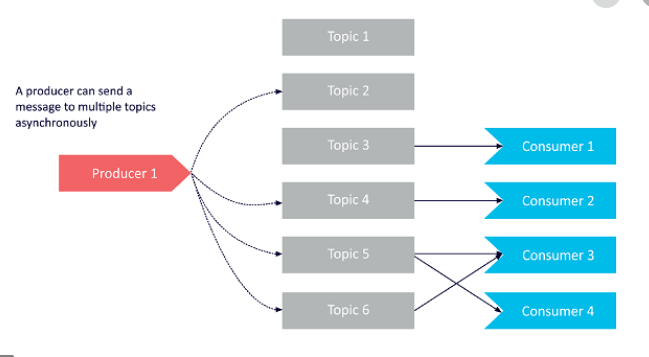 Topic 1
A producer can send a
message to multiple topics
asynchronously
Topic 2
Topic 3
Consumer 1
Producer 1
Topic 4
Consumer 2
Topic 5
Consumer 3
Topic 6
Consumer 4